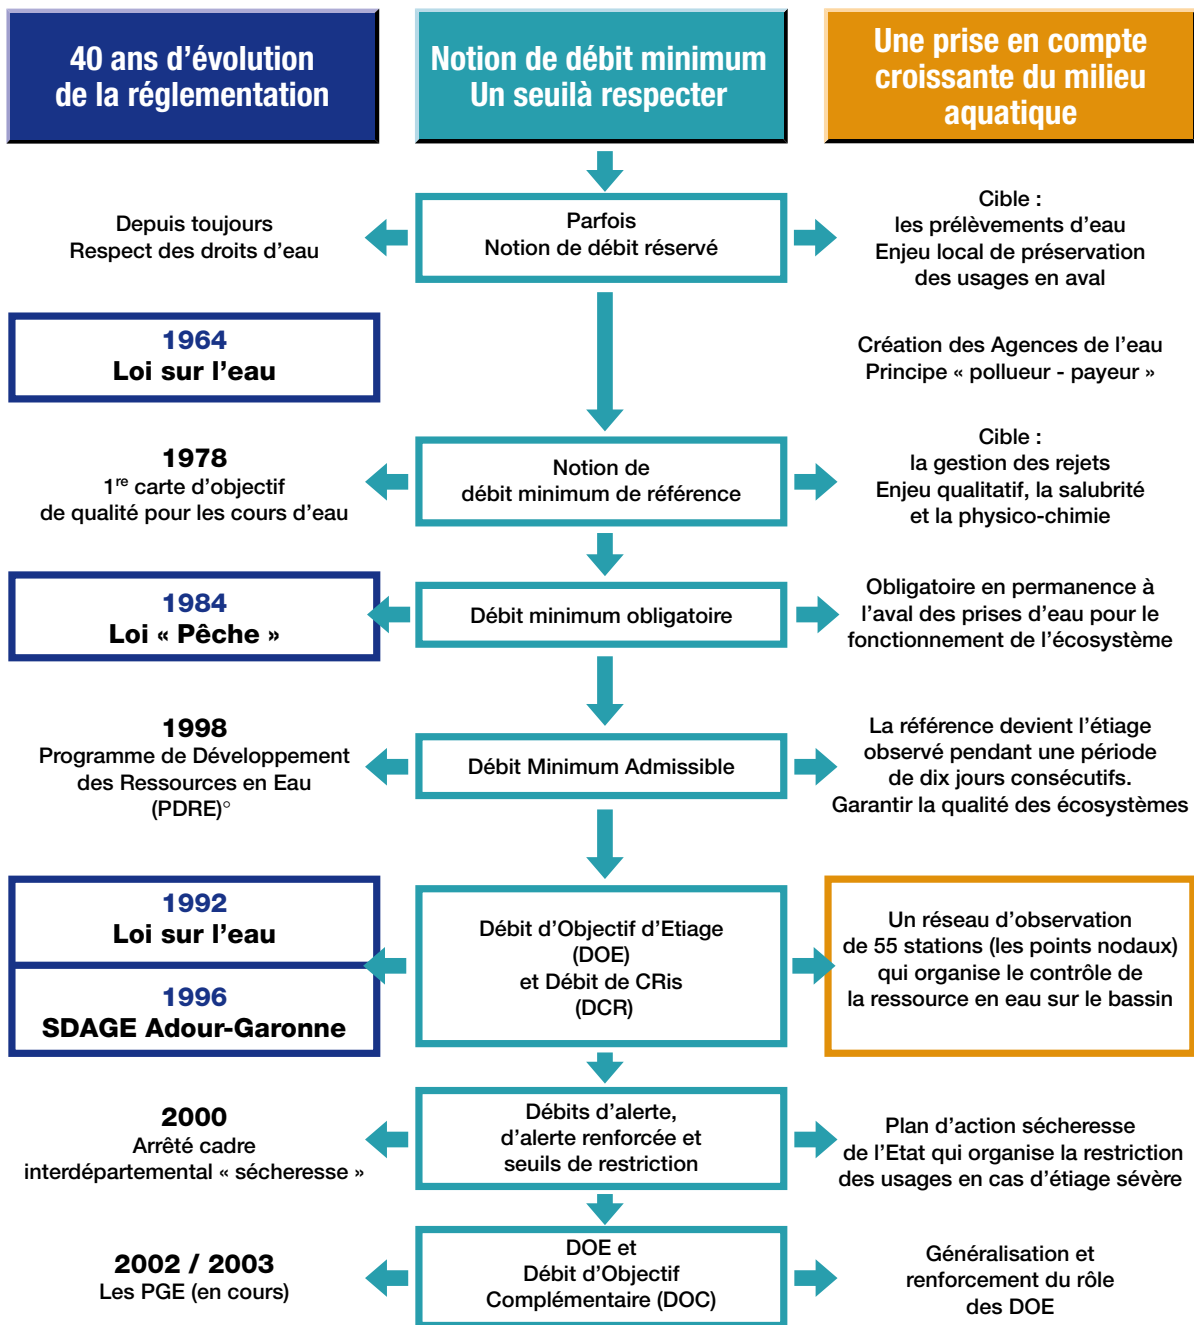 40 ans d'évolution
de la réglementation
Notion de débit minimum
Un seuilà respecter
Une prise en compte
croissante du milieu
aquatique
Depuis toujours
Respect des droits d'eau
Parfois
Notion de débit réservé
Cible :
les prélèvements d'eau
Enjeu local de préservation
des usages en aval
1964
Loi sur l'eau
Création des Agences de l'eau
Principe « pollueur - payeur »
1978
1re carte d'objectif
de qualité pour les cours d'eau
Notion de
débit minimum de référence
Cible :
la gestion des rejets
Enjeu qualitatif, la salubrité
et la physico-chimie
1984
Loi « Pêche »
Débit minimum obligatoire
Obligatoire en permanence à
l'aval des prises d'eau pour le
fonctionnement de l'écosystème
1998
Programme de Développement
des Ressources en Eau
(PDRE)°
Débit Minimum Admissible
La référence devient l'étiage
observé pendant une période
de dix jours consécutifs.
Garantir la qualité des écosystèmes
1992
Loi sur l'eau
1996
SDAGE Adour-Garonne
Débit d'Objectif d'Etiage
(DOE)
et Débit de CRis
(DCR)
Un réseau d'observation
de 55 stations (les points nodaux)
qui organise le contrôle de
la ressource en eau sur le bassin
2000
Arrêté cadre
interdépartemental « sécheresse »
Débits d'alerte,
d'alerte renforcée et
seuils de restriction
Plan d'action sécheresse
de l'Etat qui organise la restriction
des usages en cas d'étiage sévère
2002 / 2003
Les PGE (en cours)
DOE et
Débit d'Objectif
Complémentaire (DOC)
Généralisation et
renforcement du rôle
des DOE